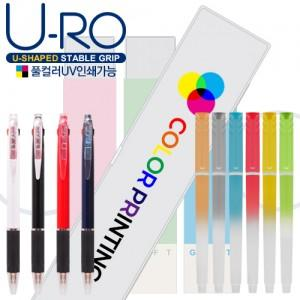 U-RO
U-SHAPED STABLE GRIP
풀컬러UV인쇄가능
COLOR PRINTING